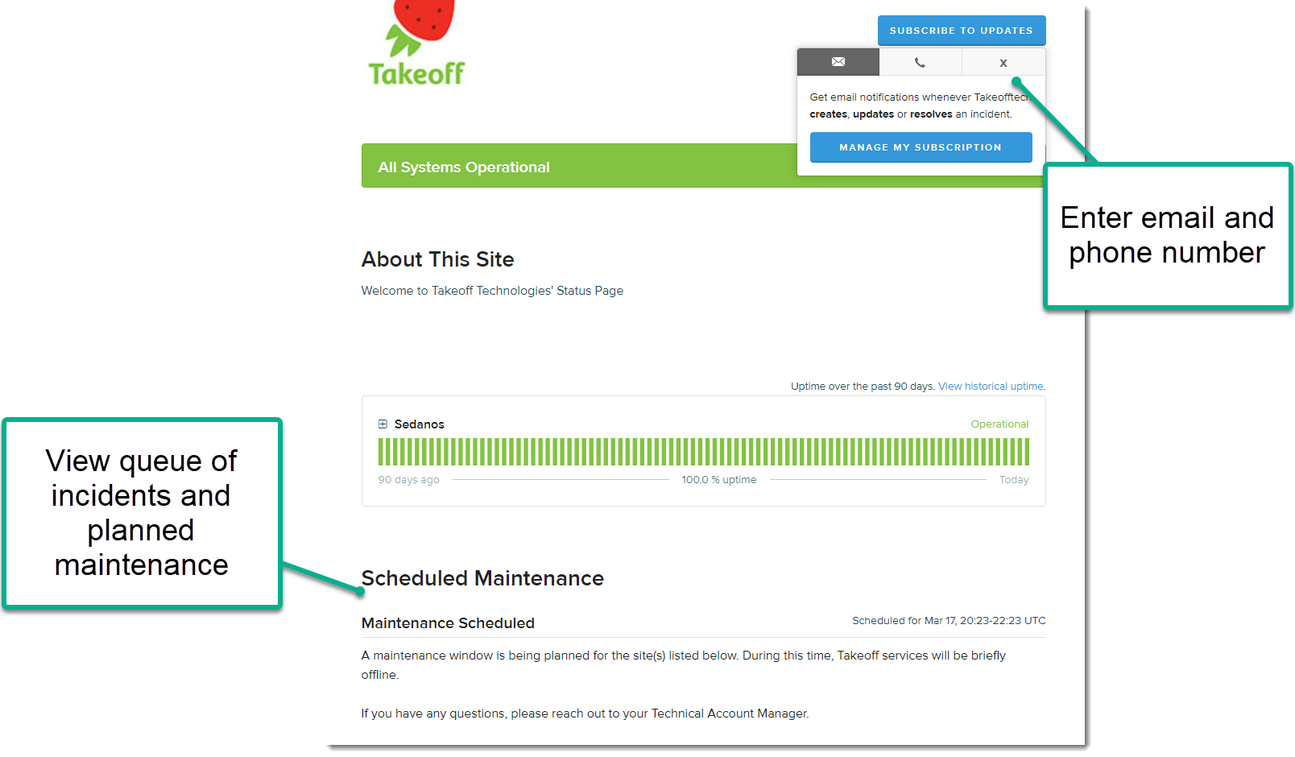 Takeoff
SUBSCRIBE TO UPDATES
x
Get email notifications whenever Takeofftech
creates, updates or resolves an incident.
MANAGE MY SUBSCRIPTION
All Systems Operational
Enter email and
phone number
About This Site
Welcome to Takeoff Technologies' Status Page
Uptime over the past 90 days. View historical uptime.
Sedanos
Operational
90 days ago
100.0 % uptime
Today
View queue of
incidents and
planned
maintenance
Scheduled Maintenance
Maintenance Scheduled
Scheduled for Mar 17, 20:23-22:23 UTC
A maintenance window is being planned for the site(s) listed below. During this time, Takeoff services will be briefly
offline.
If you have any questions, please reach out to your Technical Account Manager.